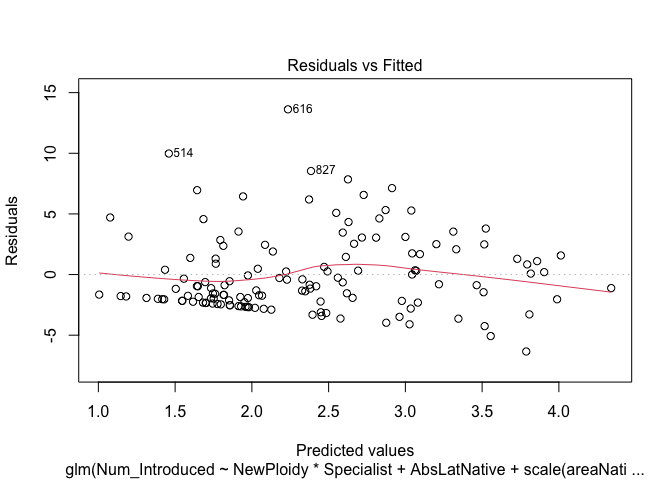 Residuals vs Fitted
15
10
5
0
-5
Residuals
616
514
827
1.0 1.5 2.0 2.5 3.0 3.5 4.0
Predicted values
glm(Num_Introduced ~ NewPloidy * Specialist + AbsLatNative + scale(areaNati ...